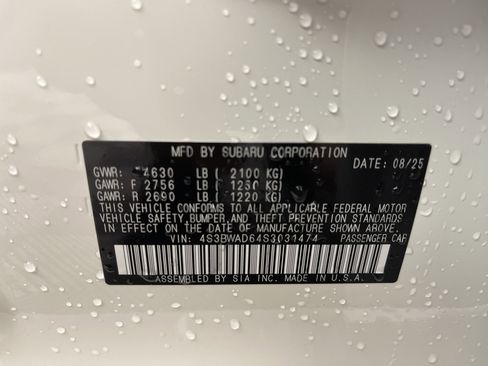 MFD BY SUBARU CORPORATION
DATE: 08/25
GVWR: 4630 LB ( 2100 KG)
GAWR: F 2756 LB ( 1250 KG)
GAWR: R 2690 LB ( 1220 KG)
THIS VEHICLE CONFORMS TO ALL APPLICABLE FEDERAL MOTOR
VEHICLE SAFETY, BUMPER, AND THEFT PREVENTION STANDARDS
IN EFFECT ON THE DATE OF MANUFACTURE SHOWN ABOVE.
VIN: 4S3BWAD64S3031474 PASSENGER CAR
ASSEMBLED BY SIA INC. MADE IN U.S.A.